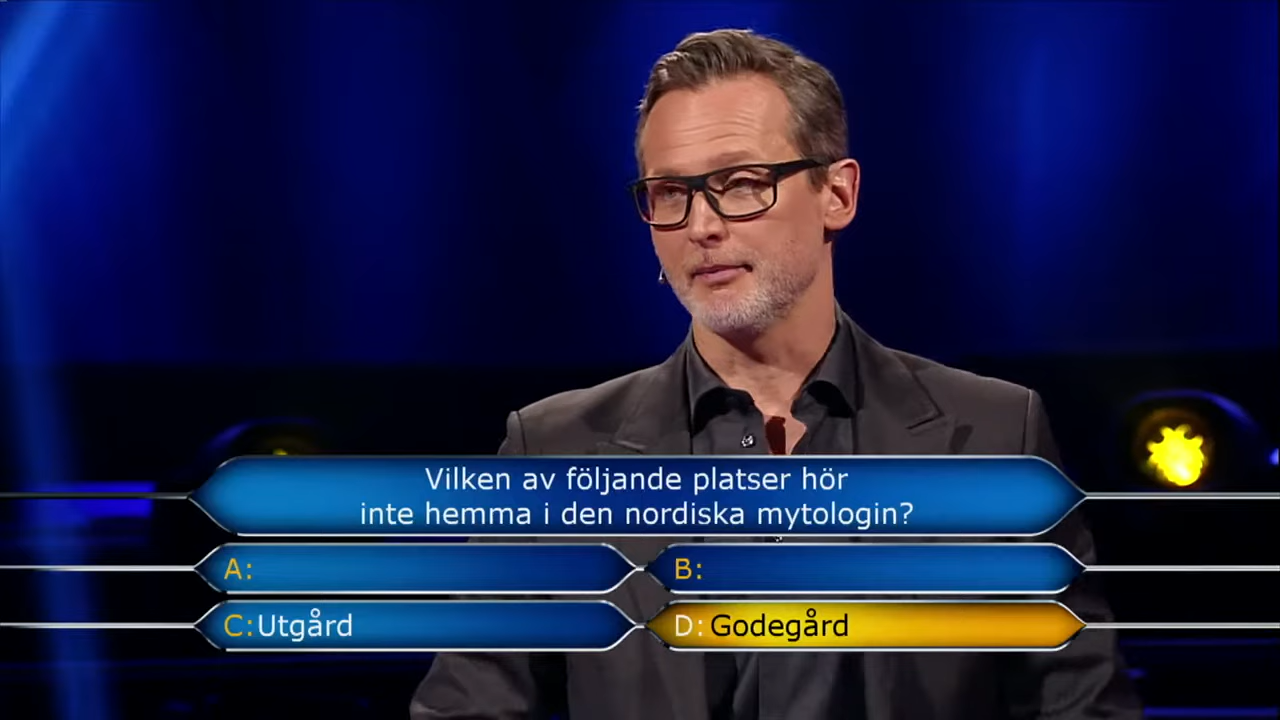 Vilken av följande platser hör
inte hemma i den nordiska mytologin?
A:
B:
C: Utgård
D: Godegård